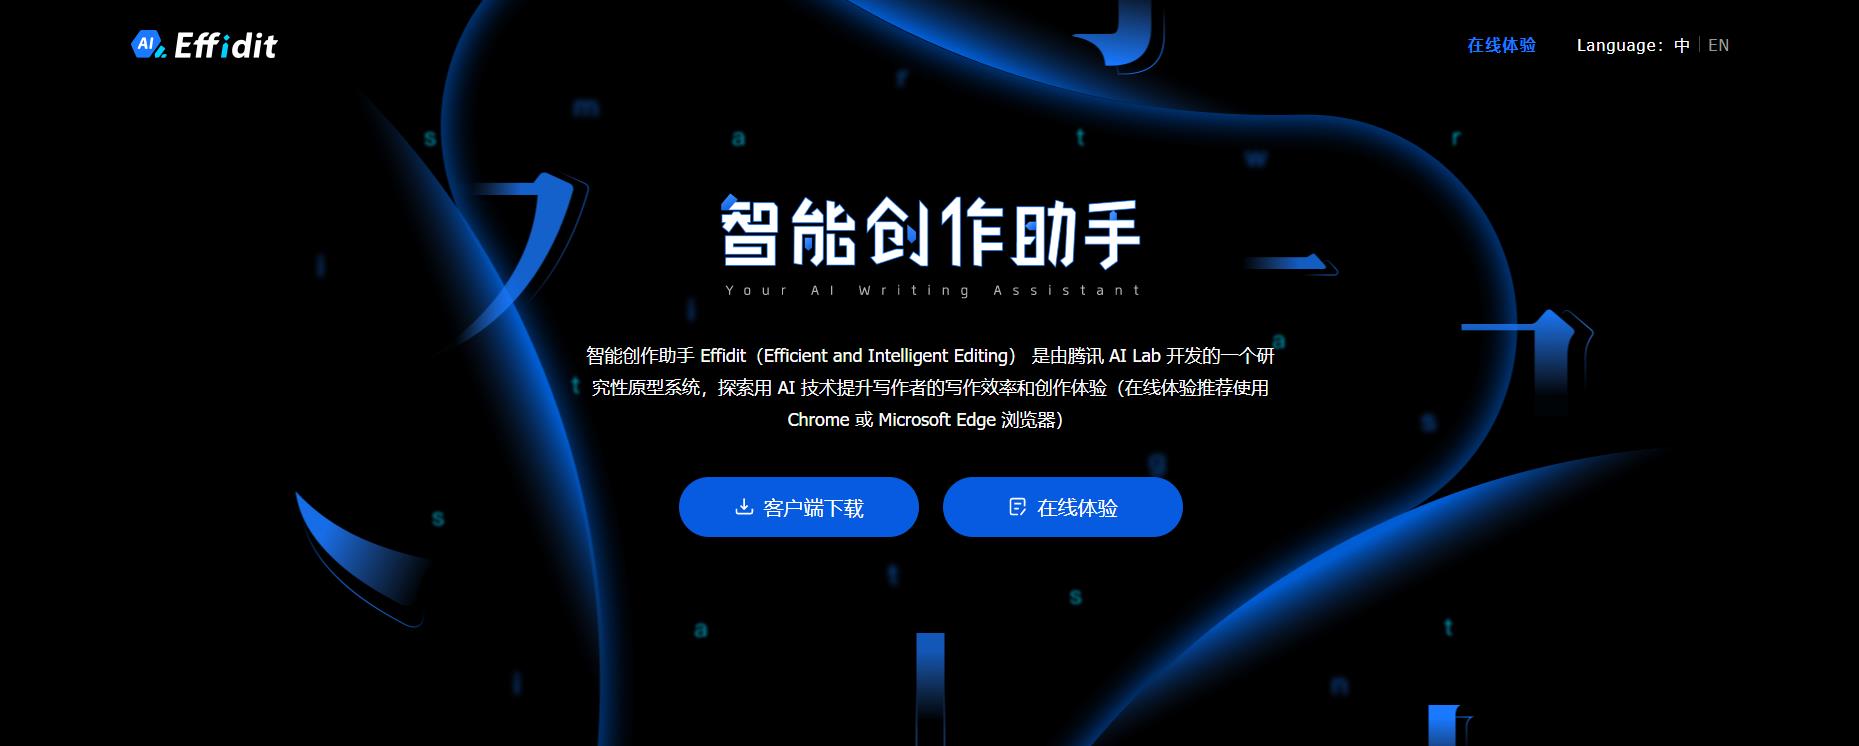 AI Effidit
在线体验
Language: 中 | EN
智能创作助手
Your AI Writing Assistant
智能创作助手 Effidit（Efficient and Intelligent Editing） 是由腾讯 AI Lab 开发的一个研
究性原型系统，探索用 AI 技术提升写作者的写作效率和创作体验（在线体验推荐使用
Chrome 或 Microsoft Edge 浏览器）
客户端下载
在线体验